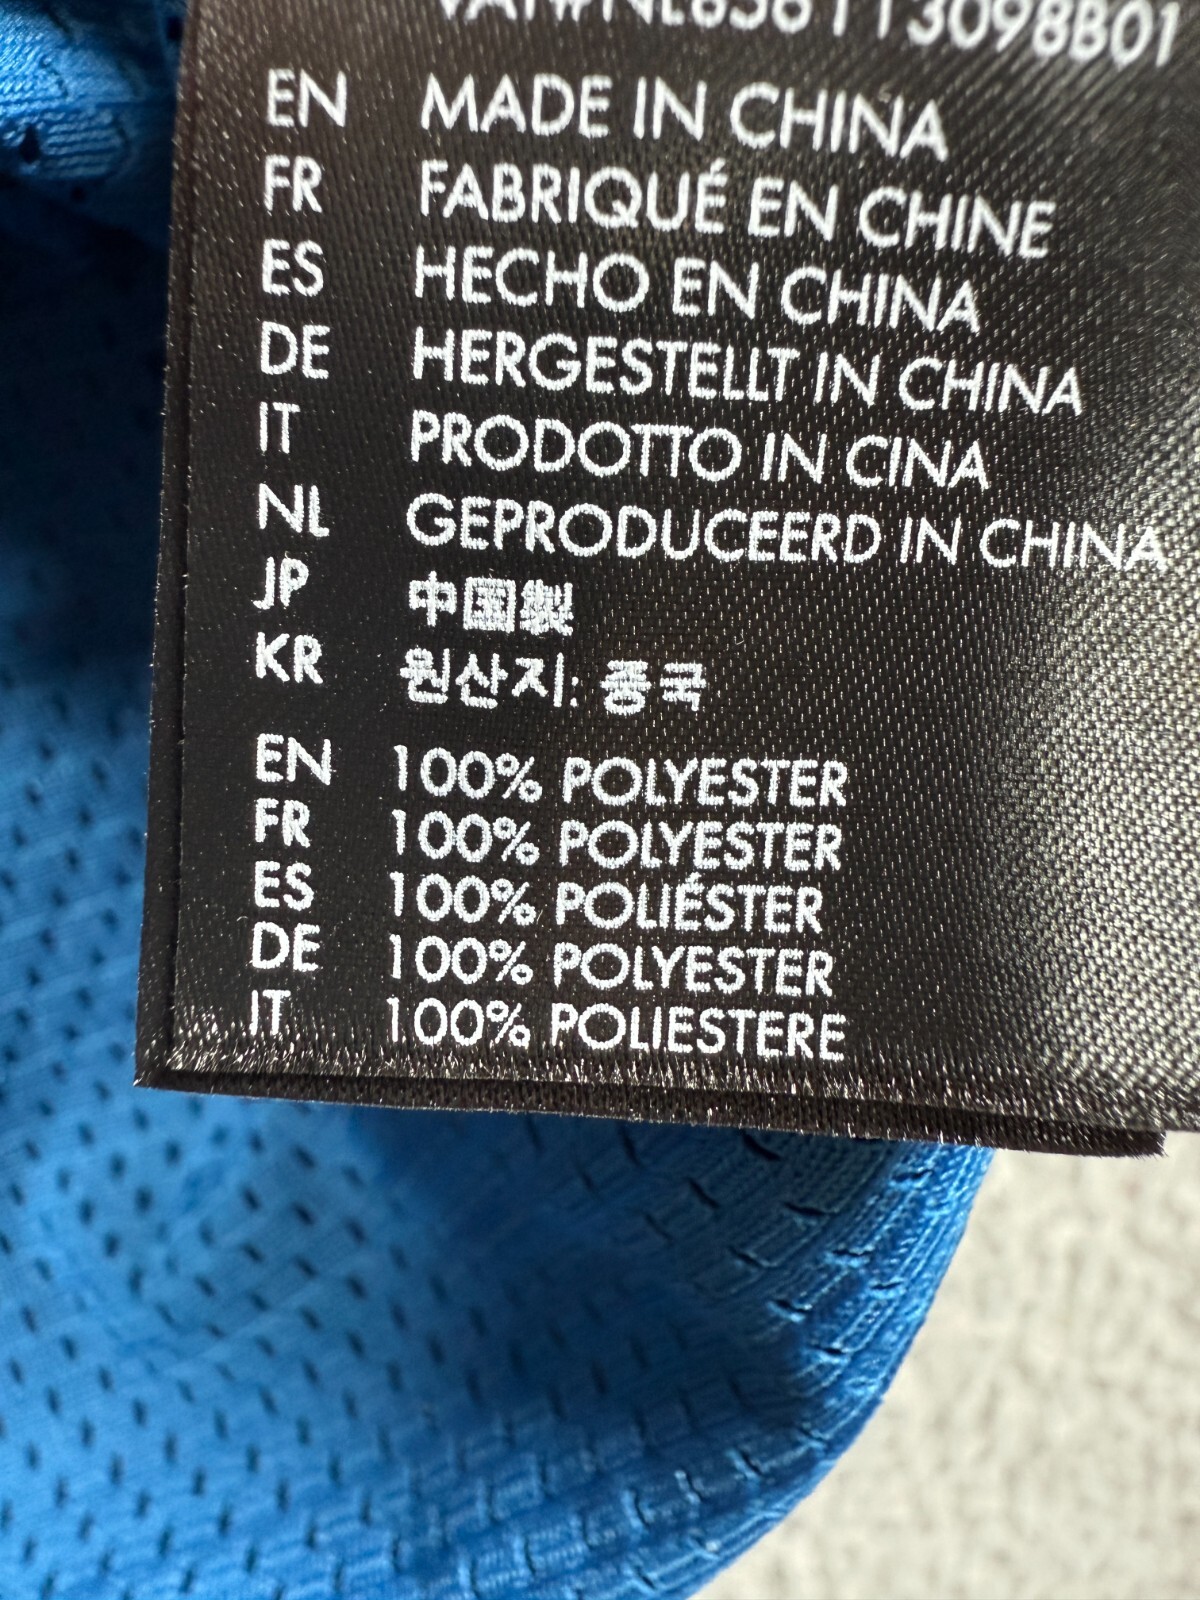 VAT#NL856113098B01
EN MADE IN CHINA
FR FABRIQUÉ EN CHINE
ES HECHO EN CHINA
DE HERGESTELLT IN CHINA
IT PRODOTTO IN CINA
NL GEPRODUCEERD IN CHINA
JP 中国製
KR 원산지: 중국
EN 100% POLYESTER
FR 100% POLYESTER
ES 100% POLIÉSTER
DE 100% POLYESTER
IT 100% POLIESTERE